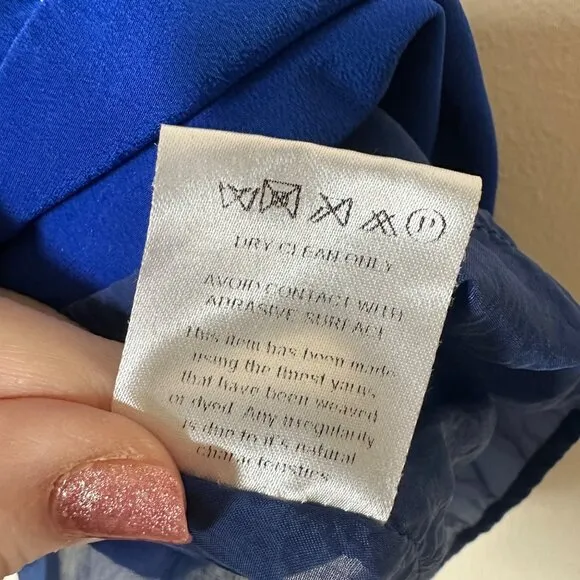 P
DRY CLEAN ONLY
AVOID CONTACT WITH
ABRASIVE SURFACE
This item has been made
using the finest yarns,
that have been weaved
or dyed. Any irregularity
is due to it's natural
characteristics